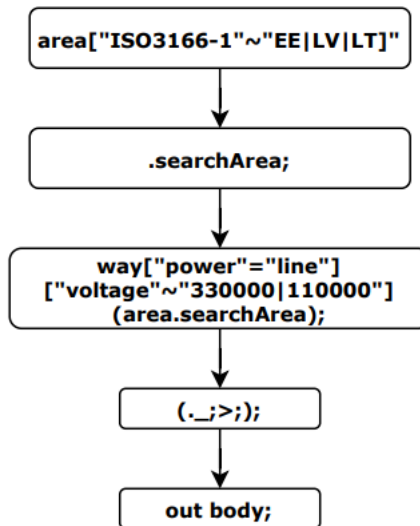 area["ISO3166-1"~"EE|LV|LT]"
.searchArea;
way["power"="line"]
["voltage"~"330000|110000"]
(area.searchArea);
(._;>;);
out body;